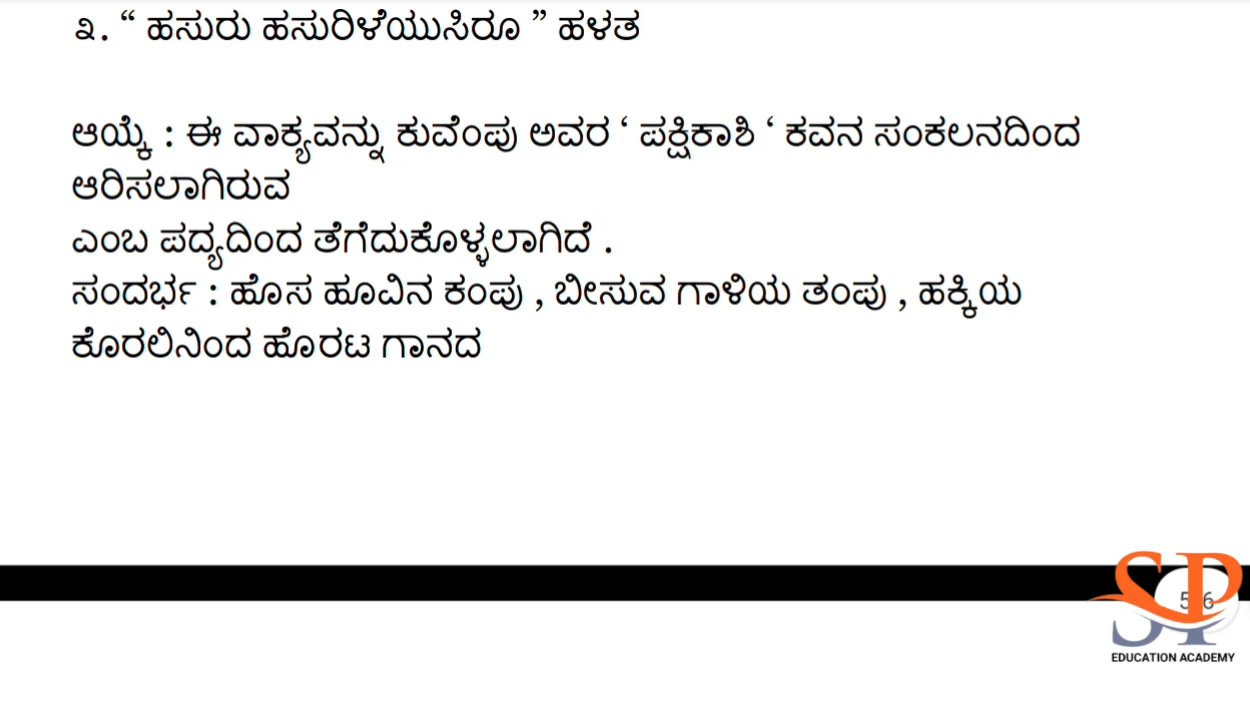 ೩. “ ಹಸುರು ಹಸುರಿಳೆಯುಸಿರೂ ” ಹಳತ
ಆಯ್ಕೆ : ಈ ವಾಕ್ಯವನ್ನು ಕುವೆಂಪು ಅವರ ‘ ಪಕ್ಷಿಕಾಶಿ ‘ ಕವನ ಸಂಕಲನದಿಂದ
ಆರಿಸಲಾಗಿರುವ
ಎಂಬ ಪದ್ಯದಿಂದ ತೆಗೆದುಕೊಳ್ಳಲಾಗಿದೆ .
ಸಂದರ್ಭ : ಹೊಸ ಹೂವಿನ ಕಂಪು , ಬೀಸುವ ಗಾಳಿಯ ತಂಪು , ಹಕ್ಕಿಯ
ಕೊರಲಿನಿಂದ ಹೊರಟ ಗಾನದ
SP
EDUCATION ACADEMY